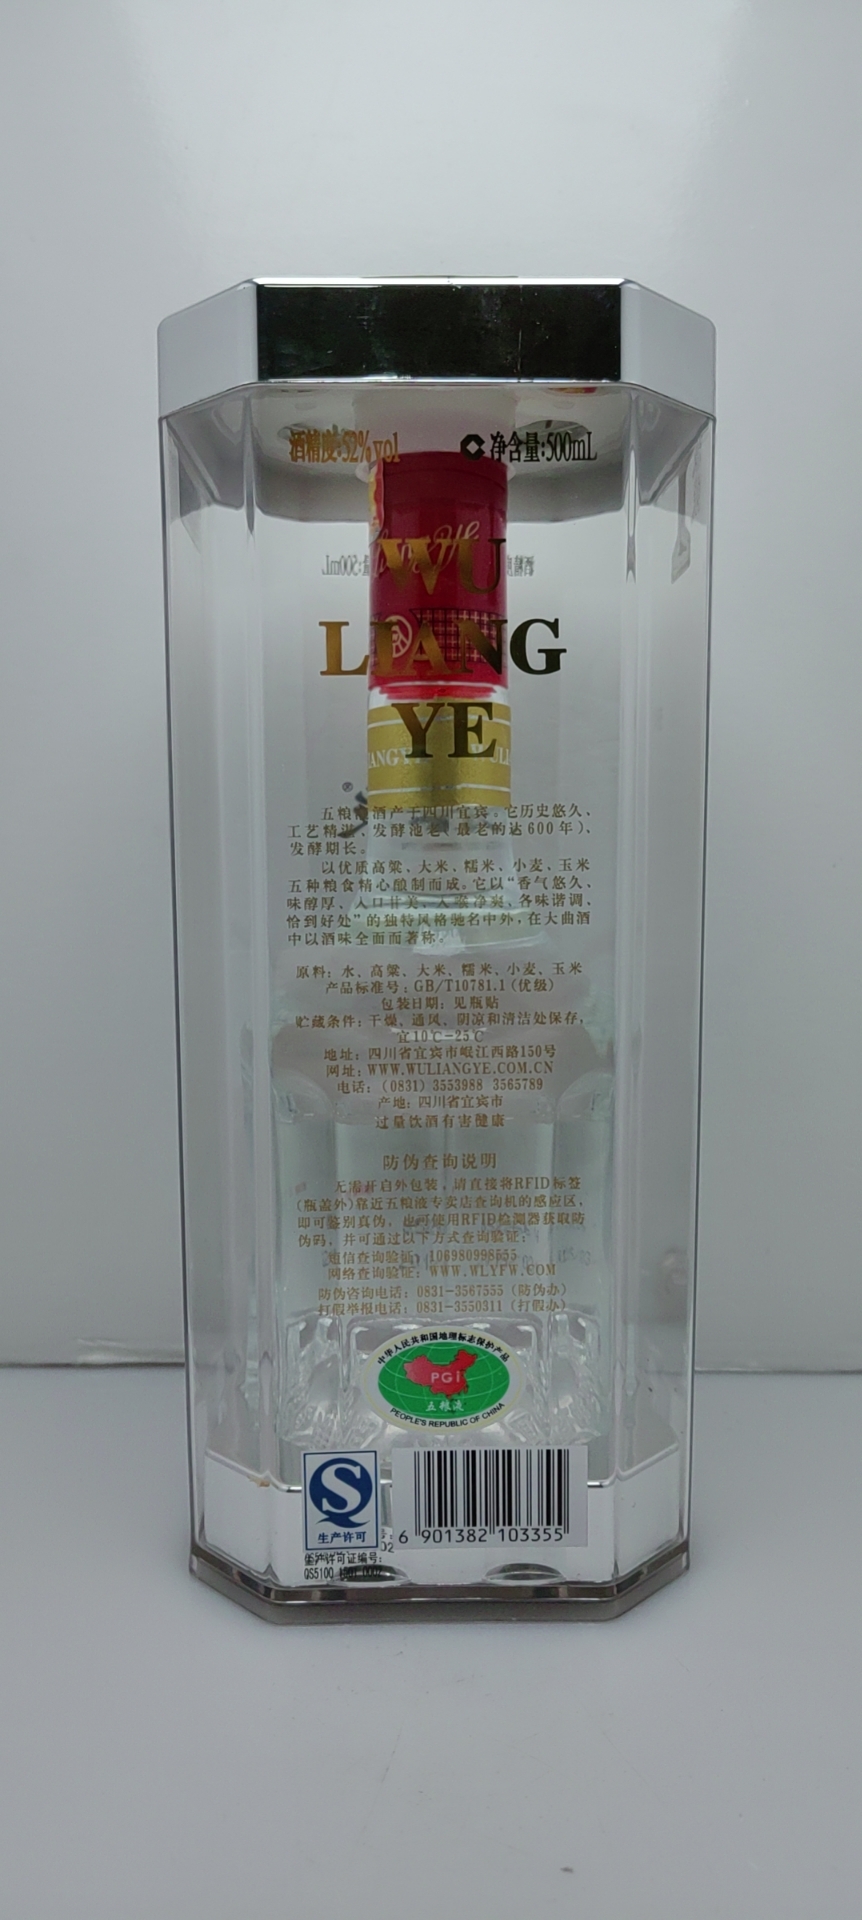 酒精度:52%vol 净含量:500mL
WU
LIANG
YE
®
五粮液酒产于四川宜宾。它历史悠久、
工艺精湛、发酵池老(最老的达600年)、
发酵期长。
以优质高粱、大米、糯米、小麦、玉米
五种粮食精心酿制而成。它以“香气悠久、
味醇厚、入口甘美、入喉净爽、各味谐调、
恰到好处”的独特风格驰名中外,在大曲酒
中以酒味全面而著称。
原料：水、高粱、大米、糯米、小麦、玉米
产品标准号：GB/T10781.1(优级)
包装日期：见瓶贴
贮藏条件：干燥、通风、阴凉和清洁处保存,
宜10℃-25℃
地址：四川省宜宾市岷江西路150号
网址：WWW.WULIANGYE.COM.CN
电话：(0831) 3553988 3565789
产地：四川省宜宾市
过量饮酒有害健康
防伪查询说明
无需开启外包装，请直接将RFID标签
(瓶盖外)靠近五粮液专卖店查询机的感应区,
即可鉴别真伪，也可使用RFID检测器获取防
伪码，并可通过以下方式查询验证：
短信查询验证：106980998555
网络查询验证：WWW.WLYFW.COM
防伪咨询电话：0831-3567555 (防伪办)
打假举报电话：0831-3550311 (打假办)
中华人民共和国地理标志保护产品
PGI
五粮液
PEOPLE'S REPUBLIC OF CHINA
S
生产许可
6 901382 103355
生产许可证编号:
QS5100